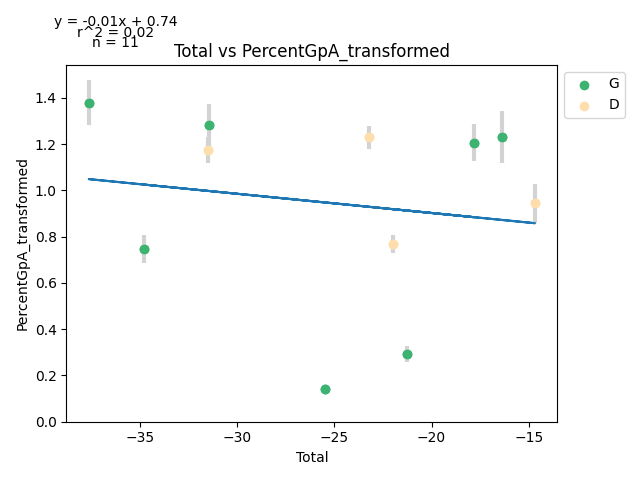 y = -0.01x + 0.74
r^2 = 0.02
n = 11
Total vs PercentGpA_transformed
G
D
PercentGpA_transformed
1.4
1.2
1.0
0.8
0.6
0.4
0.2
0.0
−35
−30
−25
−20
−15
Total